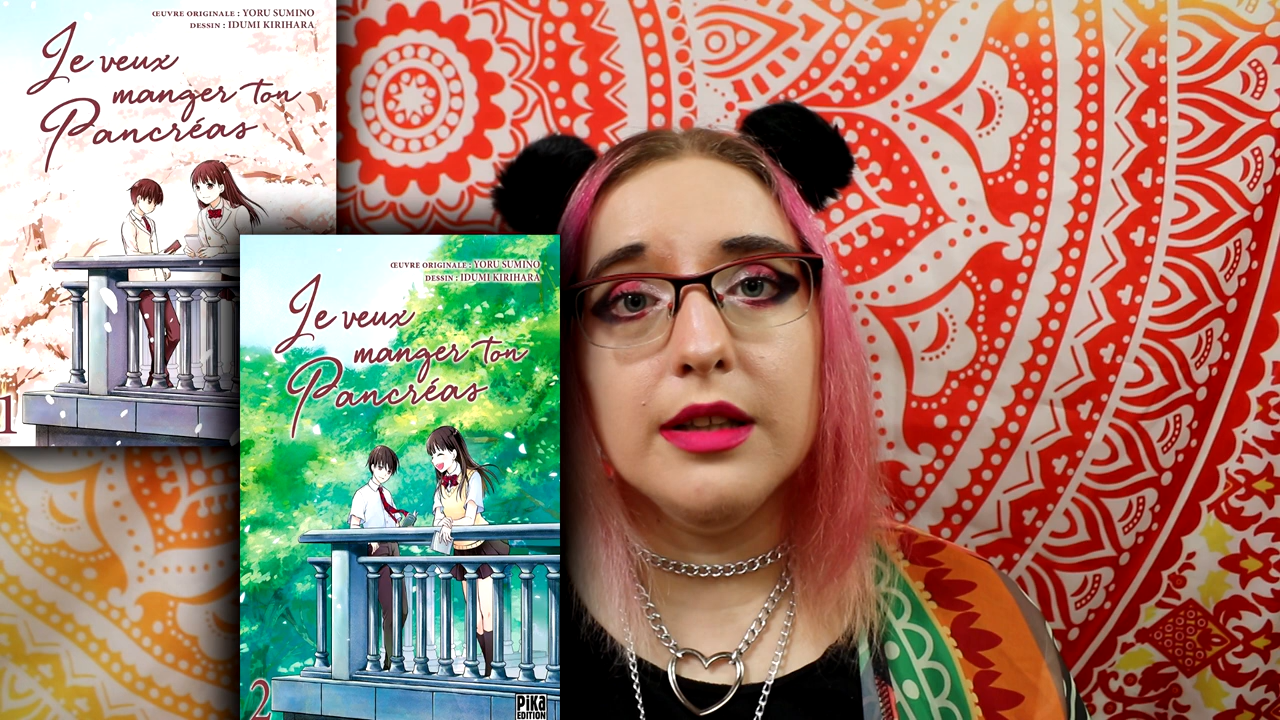 ŒUVRE ORIGINALE : YORU SUMINO
DESSIN : IDUMI KIRIHARA
Je veux
manger ton
Pancréas
1
ŒUVRE ORIGINALE : YORU SUMINO
DESSIN : IDUMI KIRIHARA
Je veux
manger ton
Pancréas
2
PiKa
EDITION